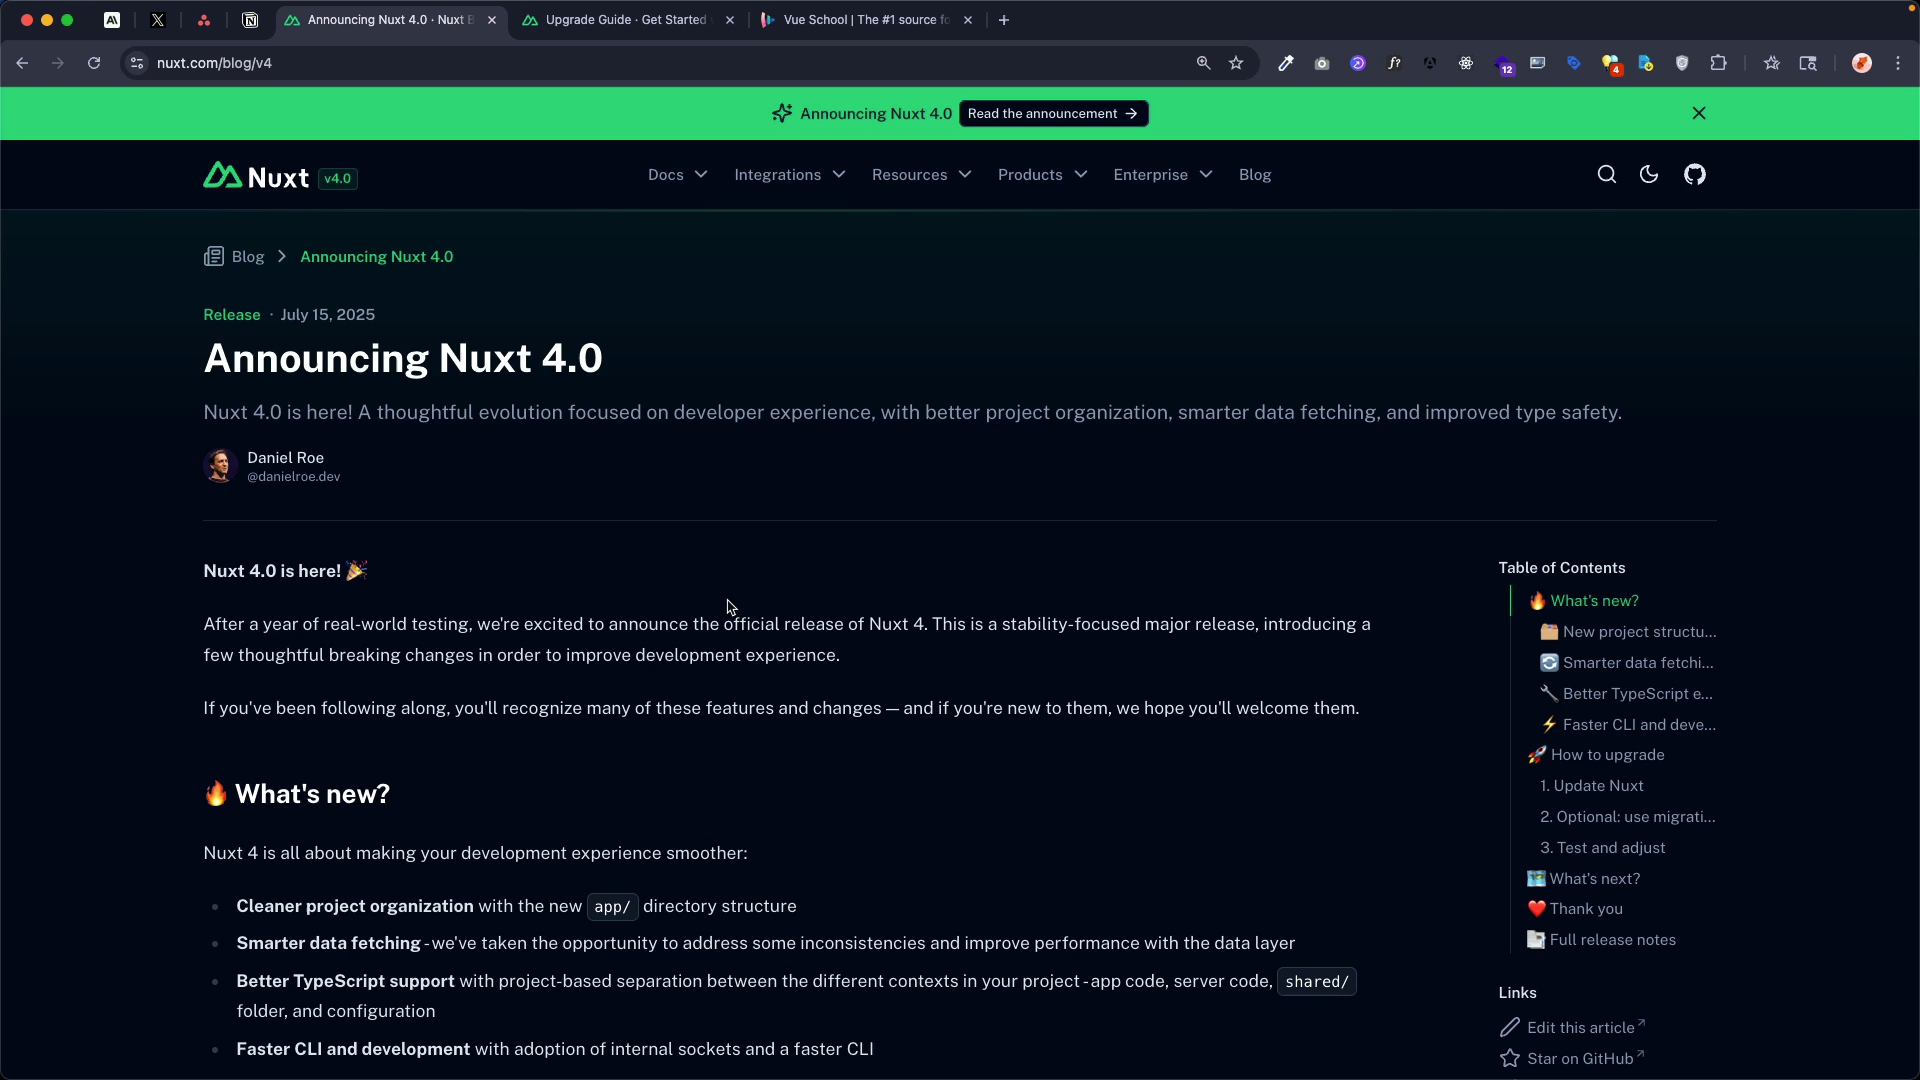 Announcing Nuxt 4.0 · Nuxt B
Upgrade Guide · Get Started
Vue School | The #1 source fo
nuxt.com/blog/v4
12
4
Announcing Nuxt 4.0 Read the announcement →
Nuxt v4.0
Docs Integrations Resources Products Enterprise Blog
Blog > Announcing Nuxt 4.0
Release · July 15, 2025
Announcing Nuxt 4.0
Nuxt 4.0 is here! A thoughtful evolution focused on developer experience, with better project organization, smarter data fetching, and improved type safety.
Daniel Roe
@danielroe.dev
Nuxt 4.0 is here! 🎉
After a year of real-world testing, we're excited to announce the official release of Nuxt 4. This is a stability-focused major release, introducing a
few thoughtful breaking changes in order to improve development experience.
If you've been following along, you'll recognize many of these features and changes — and if you're new to them, we hope you'll welcome them.
🔥 What's new?
Nuxt 4 is all about making your development experience smoother:
• Cleaner project organization with the new app/ directory structure
• Smarter data fetching - we've taken the opportunity to address some inconsistencies and improve performance with the data layer
• Better TypeScript support with project-based separation between the different contexts in your project - app code, server code, shared/
folder, and configuration
• Faster CLI and development with adoption of internal sockets and a faster CLI
Table of Contents
🔥 What's new?
🗂️ New project structu...
🔄 Smarter data fetchi...
🔧 Better TypeScript e...
⚡ Faster CLI and deve...
🚀 How to upgrade
1. Update Nuxt
2. Optional: use migrati...
3. Test and adjust
🗺️ What's next?
❤️ Thank you
📑 Full release notes
Links
Edit this article
Star on GitHub